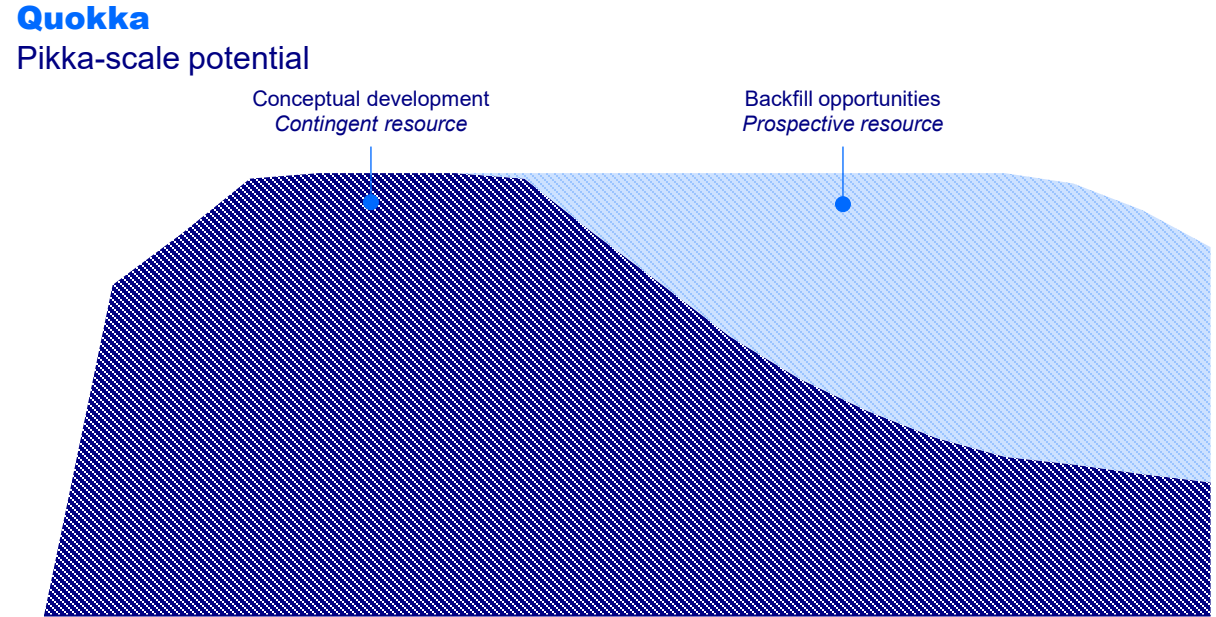 Quokka
Pikka-scale potential
Conceptual development
Contingent resource
Backfill opportunities
Prospective resource